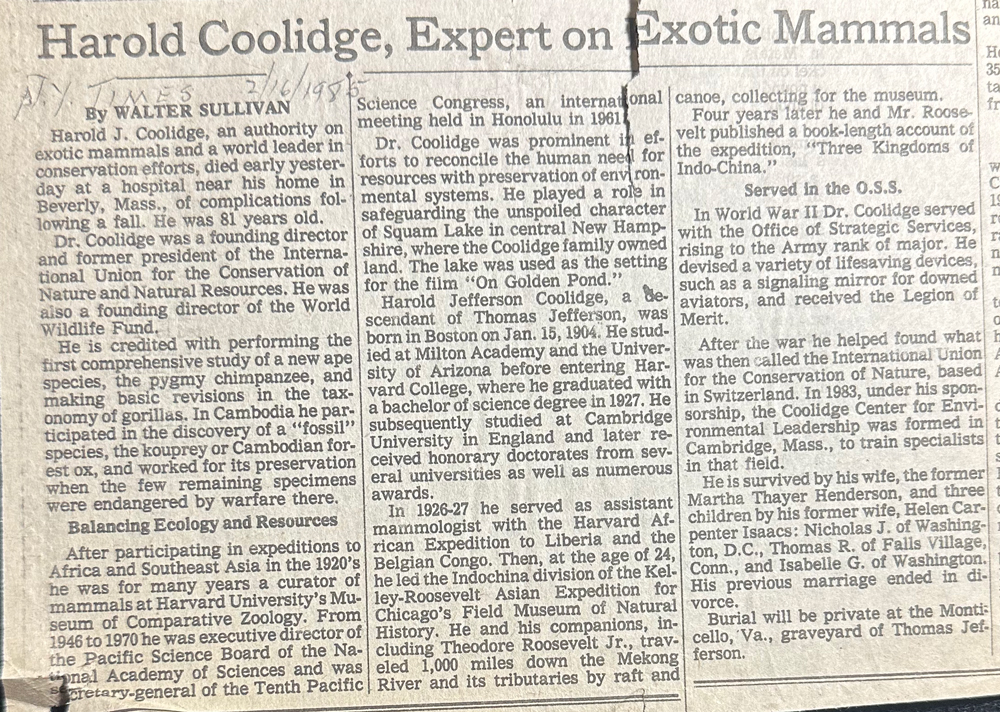 Harold Coolidge, Expert on Exotic Mammals
N.Y. TIMES 2/16/1985
By WALTER SULLIVAN
Harold J. Coolidge, an authority on
exotic mammals and a world leader in
conservation efforts, died early yester-
day at a hospital near his home in
Beverly, Mass., of complications fol-
lowing a fall. He was 81 years old.
Dr. Coolidge was a founding director
and former president of the Interna-
tional Union for the Conservation of
Nature and Natural Resources. He was
also a founding director of the World
Wildlife Fund.
He is credited with performing the
first comprehensive study of a new ape
species, the pygmy chimpanzee, and
making basic revisions in the tax-
onomy of gorillas. In Cambodia he par-
ticipated in the discovery of a "fossil"
species, the kouprey or Cambodian for-
est ox, and worked for its preservation
when the few remaining specimens
were endangered by warfare there.
Balancing Ecology and Resources
After participating in expeditions to
Africa and Southeast Asia in the 1920's
he was for many years a curator of
mammals at Harvard University's Mu-
seum of Comparative Zoology. From
1946 to 1970 he was executive director of
the Pacific Science Board of the Na-
tional Academy of Sciences and was
secretary-general of the Tenth Pacific
Science Congress, an international
meeting held in Honolulu in 1961.
Dr. Coolidge was prominent in ef-
forts to reconcile the human need for
resources with preservation of environ-
mental systems. He played a role in
safeguarding the unspoiled character
of Squam Lake in central New Hamp-
shire, where the Coolidge family owned
land. The lake was used as the setting
for the film "On Golden Pond."
Harold Jefferson Coolidge, a de-
scendant of Thomas Jefferson, was
born in Boston on Jan. 15, 1904. He stud-
ied at Milton Academy and the Univer-
sity of Arizona before entering Har-
vard College, where he graduated with
a bachelor of science degree in 1927. He
subsequently studied at Cambridge
University in England and later re-
ceived honorary doctorates from sev-
eral universities as well as numerous
awards.
In 1926-27 he served as assistant
mammologist with the Harvard Af-
rican Expedition to Liberia and the
Belgian Congo. Then, at the age of 24,
he led the Indochina division of the Kel-
ley-Roosevelt Asian Expedition for
Chicago's Field Museum of Natural
History. He and his companions, in-
cluding Theodore Roosevelt Jr., trav-
eled 1,000 miles down the Mekong
River and its tributaries by raft and
canoe, collecting for the museum.
Four years later he and Mr. Roose-
velt published a book-length account of
the expedition, "Three Kingdoms of
Indo-China."
Served in the O.S.S.
In World War II Dr. Coolidge served
with the Office of Strategic Services,
rising to the Army rank of major. He
devised a variety of lifesaving devices,
such as a signaling mirror for downed
aviators, and received the Legion of
Merit.
After the war he helped found what
was then called the International Union
for the Conservation of Nature, based
in Switzerland. In 1983, under his spon-
sorship, the Coolidge Center for Envi-
ronmental Leadership was formed in
Cambridge, Mass., to train specialists
in that field.
He is survived by his wife, the former
Martha Thayer Henderson, and three
children by his former wife, Helen Car-
penter Isaacs: Nicholas J. of Washing-
ton, D.C., Thomas R. of Falls Village,
Conn., and Isabelle G. of Washington.
His previous marriage ended in di-
vorce.
Burial will be private at the Monti-
cello, Va., graveyard of Thomas Jef-
ferson.